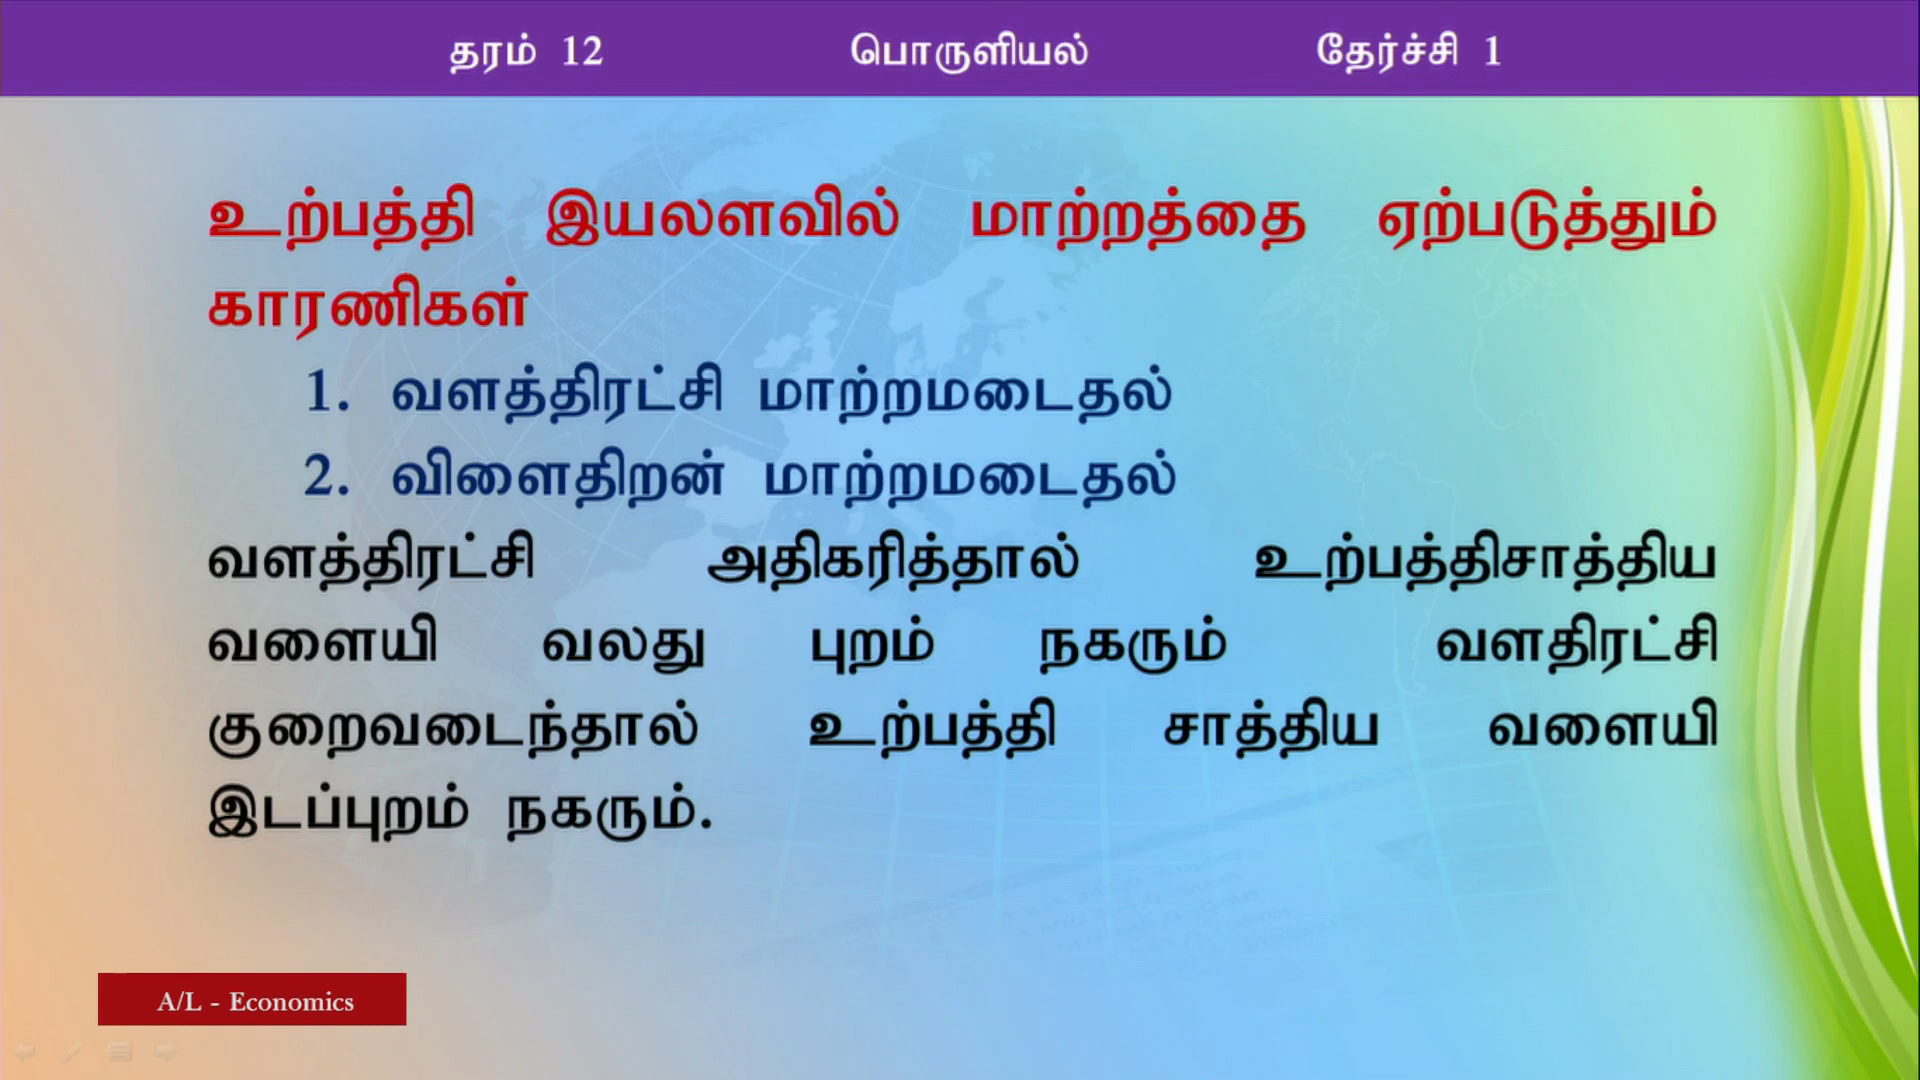 தரம் 12 பொருளியல் தேர்ச்சி 1
உற்பத்தி இயலளவில் மாற்றத்தை ஏற்படுத்தும்
காரணிகள்
1. வளத்திரட்சி மாற்றமடைதல்
2. விளைதிறன் மாற்றமடைதல்
வளத்திரட்சி அதிகரித்தால் உற்பத்திசாத்திய
வளையி வலது புறம் நகரும் வளதிரட்சி
குறைவடைந்தால் உற்பத்தி சாத்திய வளையி
இடப்புறம் நகரும்.
A/L - Economics